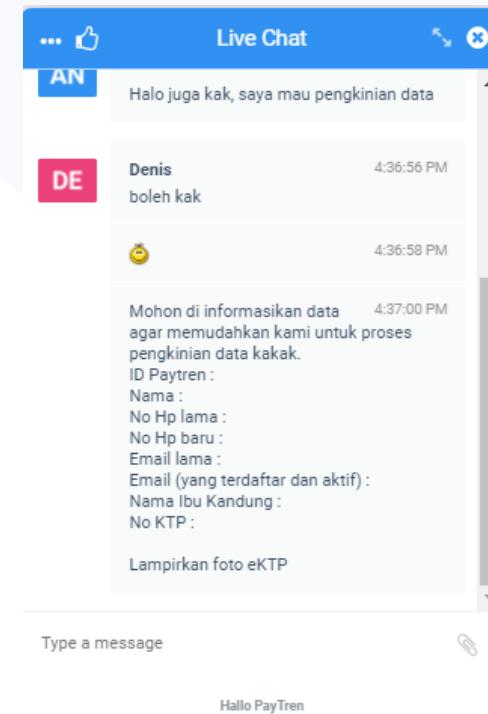 Live Chat
AN
Halo juga kak, saya mau pengkinian data
DE
Denis
4:36:56 PM
boleh kak
4:36:58 PM
Mohon di informasikan data
4:37:00 PM
agar memudahkan kami untuk proses
pengkinian data kakak.
ID Paytren :
Nama :
No Hp lama :
No Hp baru :
Email lama :
Email (yang terdaftar dan aktif) :
Nama Ibu Kandung :
No KTP :
Lampirkan foto eKTP
Type a message
Hallo PayTren